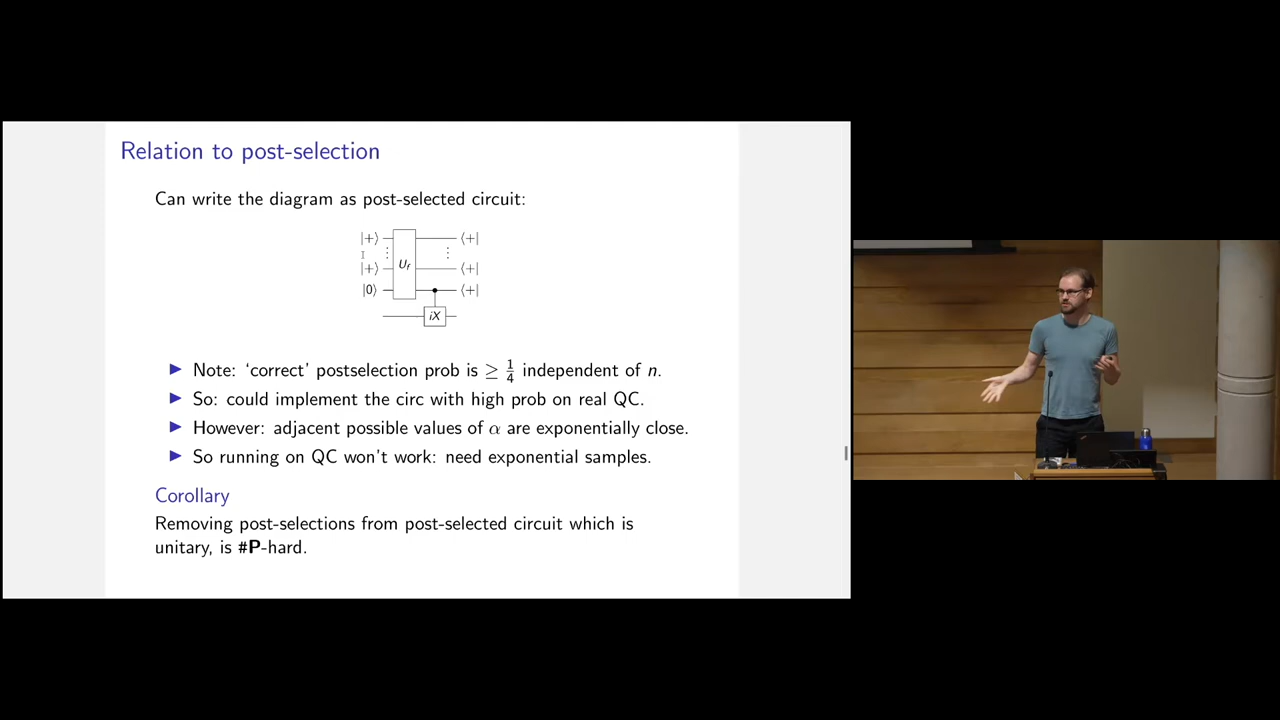 Relation to post-selection
Can write the diagram as post-selected circuit:
|+⟩ ⟨+|
⋮ U_f ⋮
|+⟩ ⟨+|
|0⟩ ⟨+|
iX
▶ Note: ‘correct’ postselection prob is ≥ 1/4 independent of n.
▶ So: could implement the circ with high prob on real QC.
▶ However: adjacent possible values of α are exponentially close.
▶ So running on QC won’t work: need exponential samples.
Corollary
Removing post-selections from post-selected circuit which is
unitary, is #P-hard.